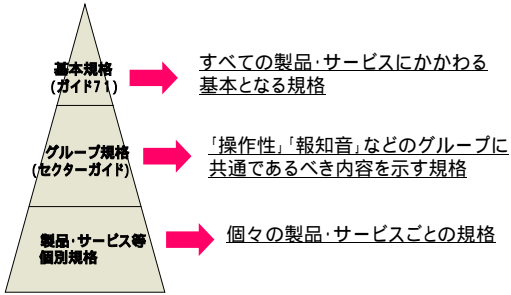 基本規格
(ガイド71)
すべての製品・サービスにかかわる
基本となる規格
グループ規格
(セクターガイド)
「操作性」「報知音」などのグループに
共通であるべき内容を示す規格
製品・サービス等
個別規格
個々の製品・サービスごとの規格